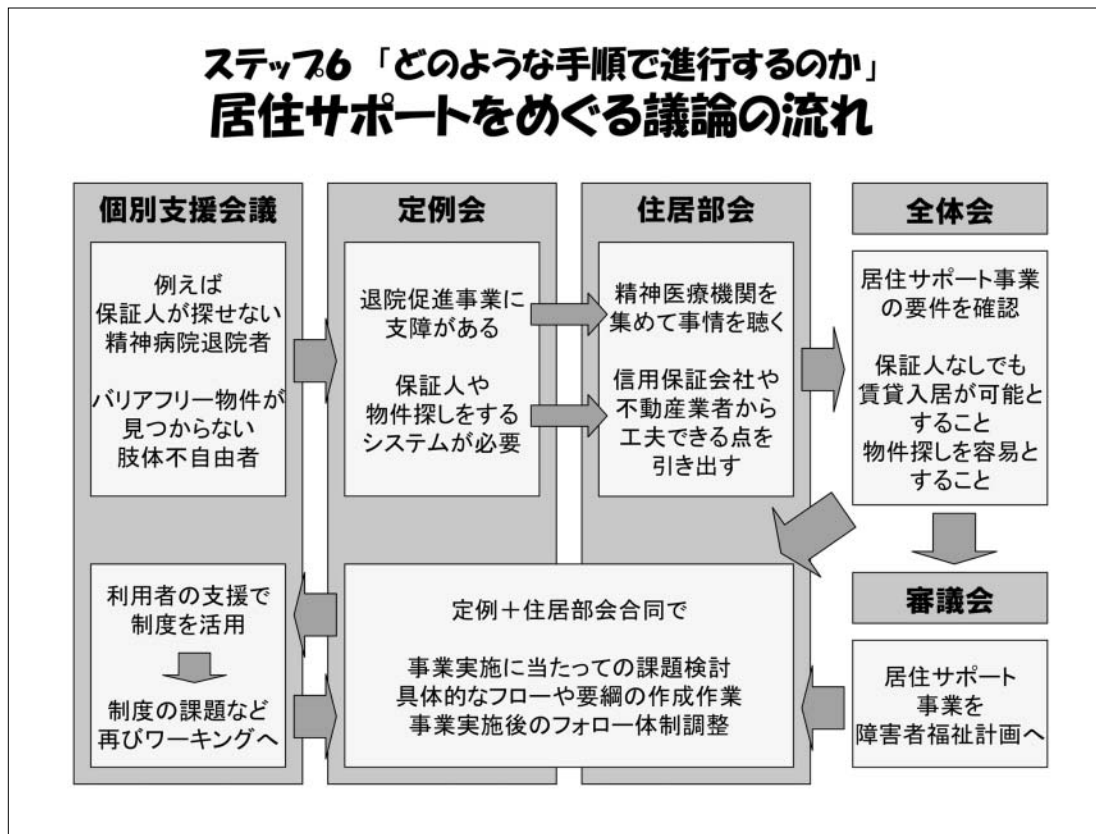 ステップ6 「どのような手順で進行するのか」
居住サポートをめぐる議論の流れ
個別支援会議
例えば
保証人が探せない
精神病院退院者
バリアフリー物件が
見つからない
肢体不自由者
定例会
退院促進事業に
支障がある
保証人や
物件探しをする
システムが必要
住居部会
精神医療機関を
集めて事情を聴く
信用保証会社や
不動産業者から
工夫できる点を
引き出す
全体会
居住サポート事業
の要件を確認
保証人なしでも
賃貸入居が可能と
すること
物件探しを容易と
すること
審議会
居住サポート
事業を
障害者福祉計画へ
定例+住居部会合同で
事業実施に当たっての課題検討
具体的なフローや要綱の作成作業
事業実施後のフォロー体制調整
利用者の支援で
制度を活用
制度の課題など
再びワーキングへ